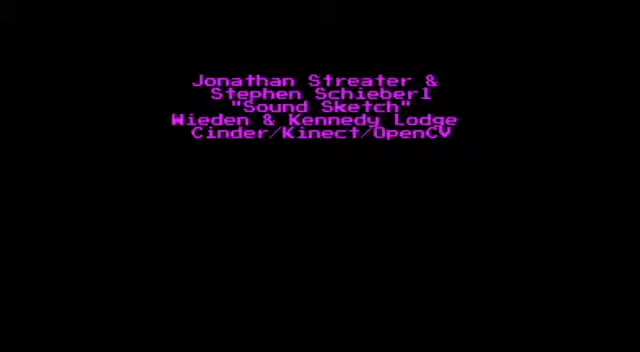 Jonathan Streater &
Stephen Schieberl
"Sound Sketch"
Wieden & Kennedy Lodge
Cinder/Kinect/OpenCV